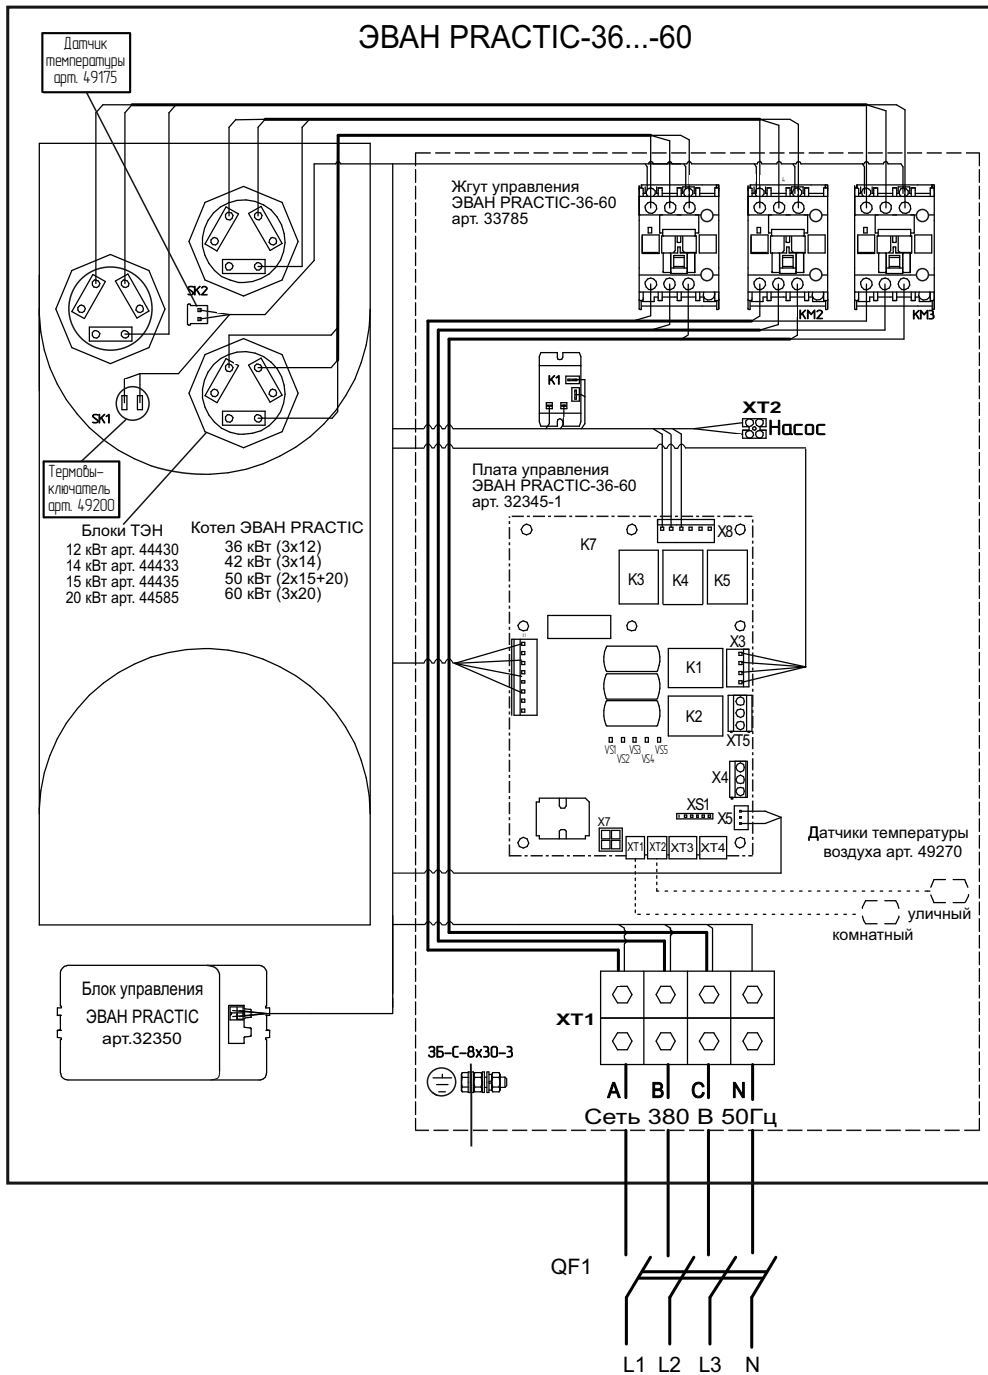 ЭВАН PRACTIC-36...-60
Датчик
температуры
арт. 49175
Жгут управления
ЭВАН PRACTIC-36-60
арт. 33785
SK2
KM2
KM3
K1
SK1
XT2
Насос
Термовы-
ключатель
арт. 49200
Плата управления
ЭВАН PRACTIC-36-60
арт. 32345-1
Блоки ТЭН
12 кВт арт. 44430
14 кВт арт. 44433
15 кВт арт. 44435
20 кВт арт. 44585
Котел ЭВАН PRACTIC
36 кВт (3х12)
42 кВт (3х14)
50 кВт (2х15+20)
60 кВт (3х20)
K7
X8
K3
K4
K5
X3
K1
K2
XT5
VS1
VS2
VS3
VS4
VS5
X4
XS1
X5
X7
XT1
XT2
XT3
XT4
Датчики температуры
воздуха арт. 49270
уличный
комнатный
Блок управления
ЭВАН PRACTIC
арт.32350
XT1
ЗБ-С-8х30-3
A B C N
Сеть 380 В 50Гц
QF1
L1 L2 L3 N